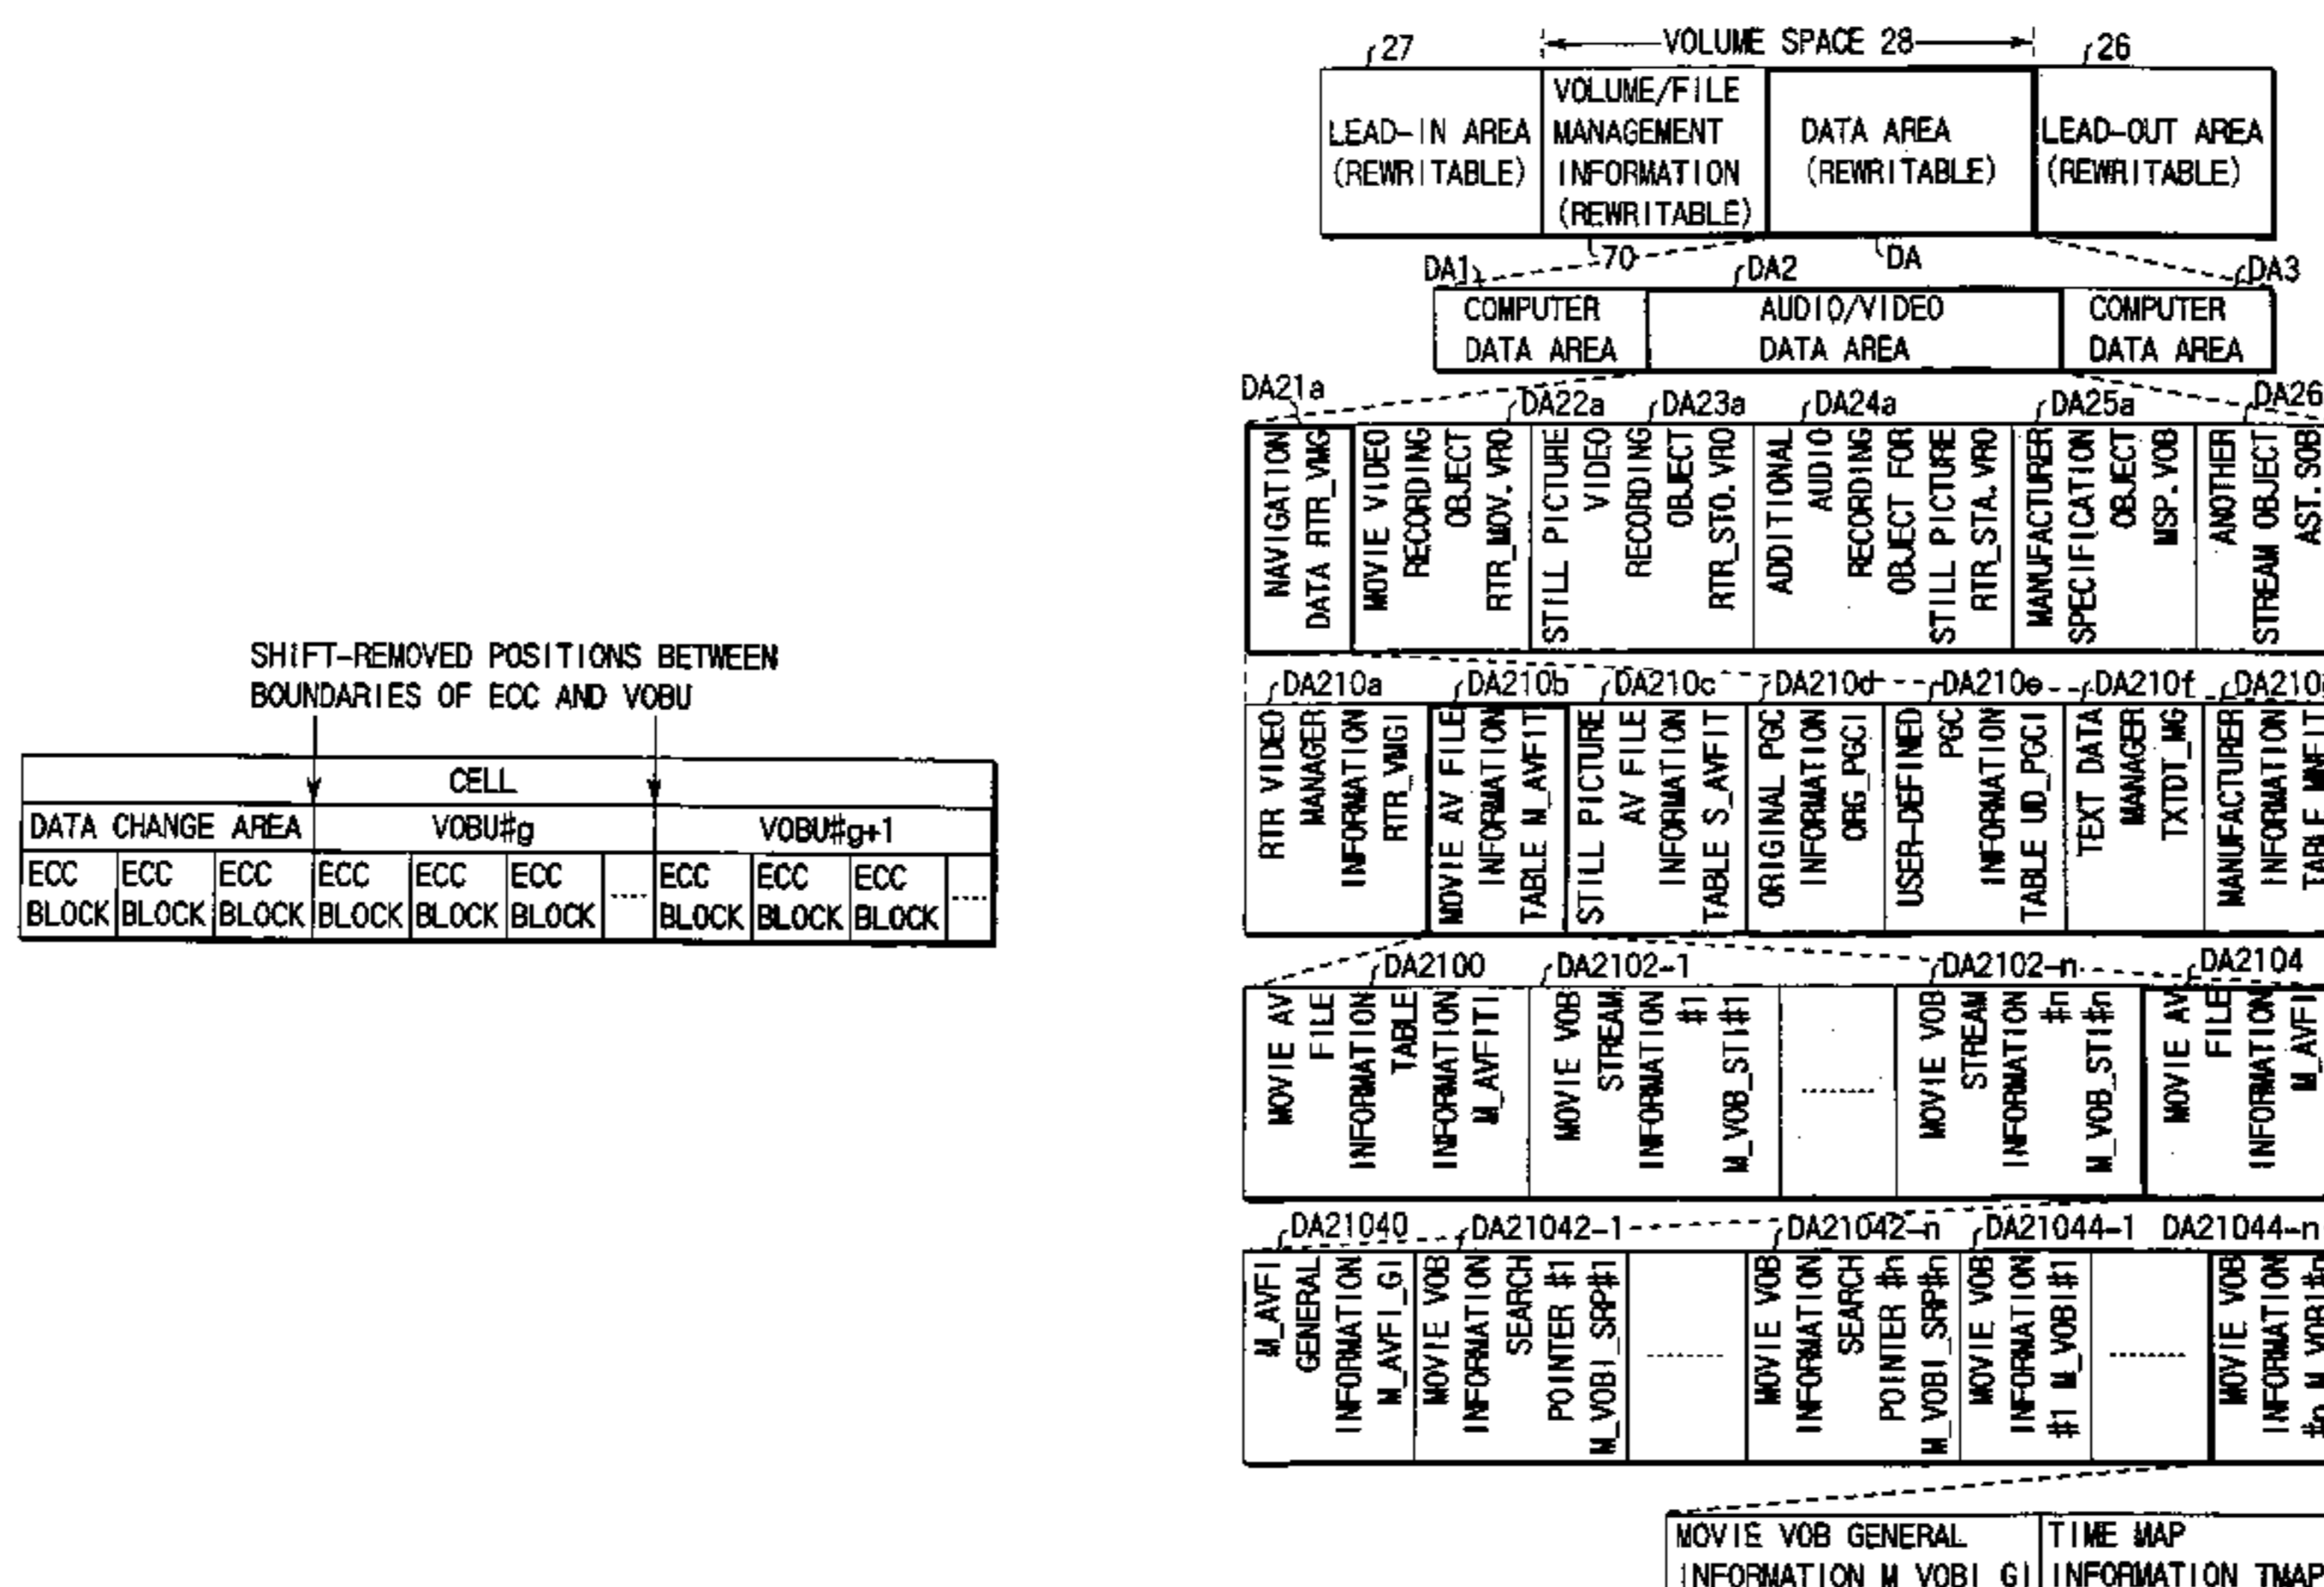 SHIFT-REMOVED POSITIONS BETWEEN
BOUNDARIES OF ECC AND VOBU
CELL
DATA CHANGE AREA VOBU#g VOBU#g+1
ECC ECC ECC ECC ECC ECC ---- ECC ECC ECC ----
BLOCK BLOCK BLOCK BLOCK BLOCK BLOCK BLOCK BLOCK BLOCK
27 VOLUME SPACE 28 26
LEAD-IN AREA
(REWRITABLE)
VOLUME/FILE
MANAGEMENT
INFORMATION
(REWRITABLE)
DATA AREA
(REWRITABLE)
LEAD-OUT AREA
(REWRITABLE)
70 DA
DA1 DA2 DA3
COMPUTER
DATA AREA
AUDIO/VIDEO
DATA AREA
COMPUTER
DATA AREA
DA21a DA22a DA23a DA24a DA25a DA26
NAVIGATION
DATA RTR_VMG
MOVIE VIDEO
RECORDING
OBJECT
RTR_MOV.VRO
STILL PICTURE
VIDEO
RECORDING
OBJECT
RTR_STO.VRO
ADDITIONAL
AUDIO
RECORDING
OBJECT FOR
STILL PICTURE
RTR_STA.VRO
MANUFACTURER
SPECIFICATION
OBJECT
MSP.VOB
ANOTHER
STREAM OBJECT
AST.SOB
DA210a DA210b DA210c DA210d DA210e DA210f DA210
RTR VIDEO
MANAGER
INFORMATION
RTR_VMGI
MOVIE AV FILE
INFORMATION
TABLE M_AVFIT
STILL PICTURE
AV FILE
INFORMATION
TABLE S_AVFIT
ORIGINAL PGC
INFORMATION
ORG_PGCI
USER-DEFINED
PGC
INFORMATION
TABLE UD_PGCI
TEXT DATA
MANAGER
TXTDT_MG
MANUFACTURER
INFORMATION
TABLE MNFIT
DA2100 DA2102-1 DA2102-n DA2104
MOVIE AV
FILE
INFORMATION
TABLE
INFORMATION
M_AVFITI
MOVIE VOB
STREAM
INFORMATION
#1
M_VOB_STI#1
--------
MOVIE VOB
STREAM
INFORMATION
#n
M_VOB_STI#n
MOVIE AV
FILE
INFORMATION
M_AVFI
DA21040 DA21042-1 DA21042-n DA21044-1 DA21044-n
M_AVFI
GENERAL
INFORMATION
M_AVFI_GI
MOVIE VOB
INFORMATION
SEARCH
POINTER #1
M_VOBI_SRP#1
--------
MOVIE VOB
INFORMATION
SEARCH
POINTER #n
M_VOBI_SRP#n
MOVIE VOB
INFORMATION
#1 M_VOBI#1
--------
MOVIE VOB
INFORMATION
#n M_VOBI#n
MOVIE VOB GENERAL
INFORMATION M_VOBI_GI
TIME MAP
INFORMATION TMAP